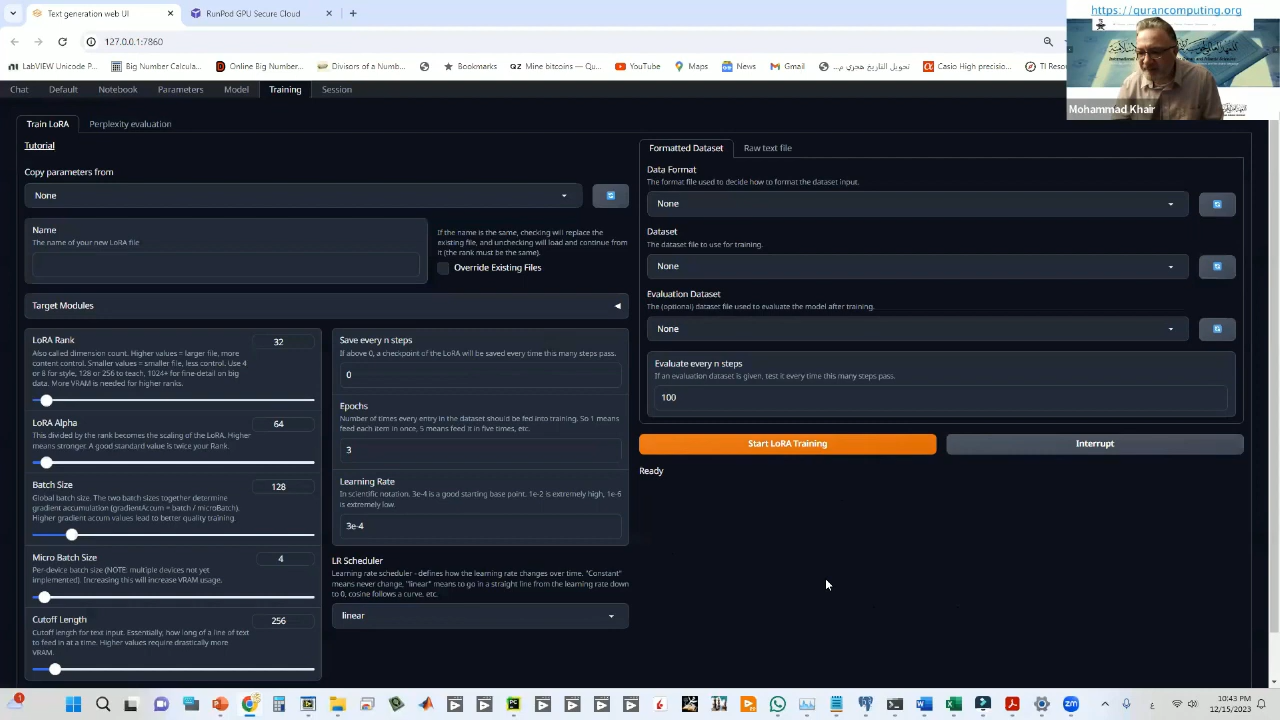 https://qurancomputing.org
Text generation web UI
RunPod GPU Secure Cloud
127.0.0.1:7860
LabVIEW Unicode P...
Big Number Calcula...
Online Big Number...
Divisors of Numbers...
Bookmarks
Qu...
YouTube
Maps
News
Gmail
تحويل التاريخ
precisio...
Mohammad Khair
Chat
Default
Notebook
Parameters
Model
Training
Session
Train LoRA
Perplexity evaluation
Tutorial
Copy parameters from
None
Name
The name of your new LoRA file
If the name is the same, checking will replace the
existing file, and unchecking will load and continue from
it (the rank must be the same).
Override Existing Files
Target Modules
LoRA Rank
32
Also called dimension count. Higher values = larger file, more
content control. Smaller values = smaller file, less control. Use 4
or 8 for style, 128 or 256 to teach, 1024+ for fine-detail on big
data. More VRAM is needed for higher ranks.
LoRA Alpha
64
This divided by the rank becomes the scaling of the LoRA. Higher
means stronger. A good standard value is twice your Rank.
Batch Size
128
Global batch size. The two batch sizes together determine
gradient accumulation (gradientAccum = batch / microBatch).
Higher gradient accum values lead to better quality training.
Micro Batch Size
4
Per-device batch size (NOTE: multiple devices not yet
implemented). Increasing this will increase VRAM usage.
Cutoff Length
256
Cutoff length for text input. Essentially, how long of a line of text
to feed in at a time. Higher values require drastically more
VRAM.
Save every n steps
If above 0, a checkpoint of the LoRA will be saved every time this many steps pass.
0
Epochs
Number of times every entry in the dataset should be fed into training. So 1 means
feed each item in once, 5 means feed it in five times, etc.
3
Learning Rate
In scientific notation. 3e-4 is a good starting base point. 1e-2 is extremely high, 1e-6
is extremely low.
3e-4
LR Scheduler
Learning rate scheduler - defines how the learning rate changes over time. "Constant"
means never change, "linear" means to go in a straight line from the learning rate down
to 0, cosine follows a curve, etc.
linear
Formatted Dataset
Raw text file
Data Format
The format file used to decide how to format the dataset input.
None
Dataset
The dataset file to use for training.
None
Evaluation Dataset
The (optional) dataset file used to evaluate the model after training.
None
Evaluate every n steps
If an evaluation dataset is given, test it every time this many steps pass.
100
Start LoRA Training
Interrupt
Ready
10:43 PM
12/15/2023